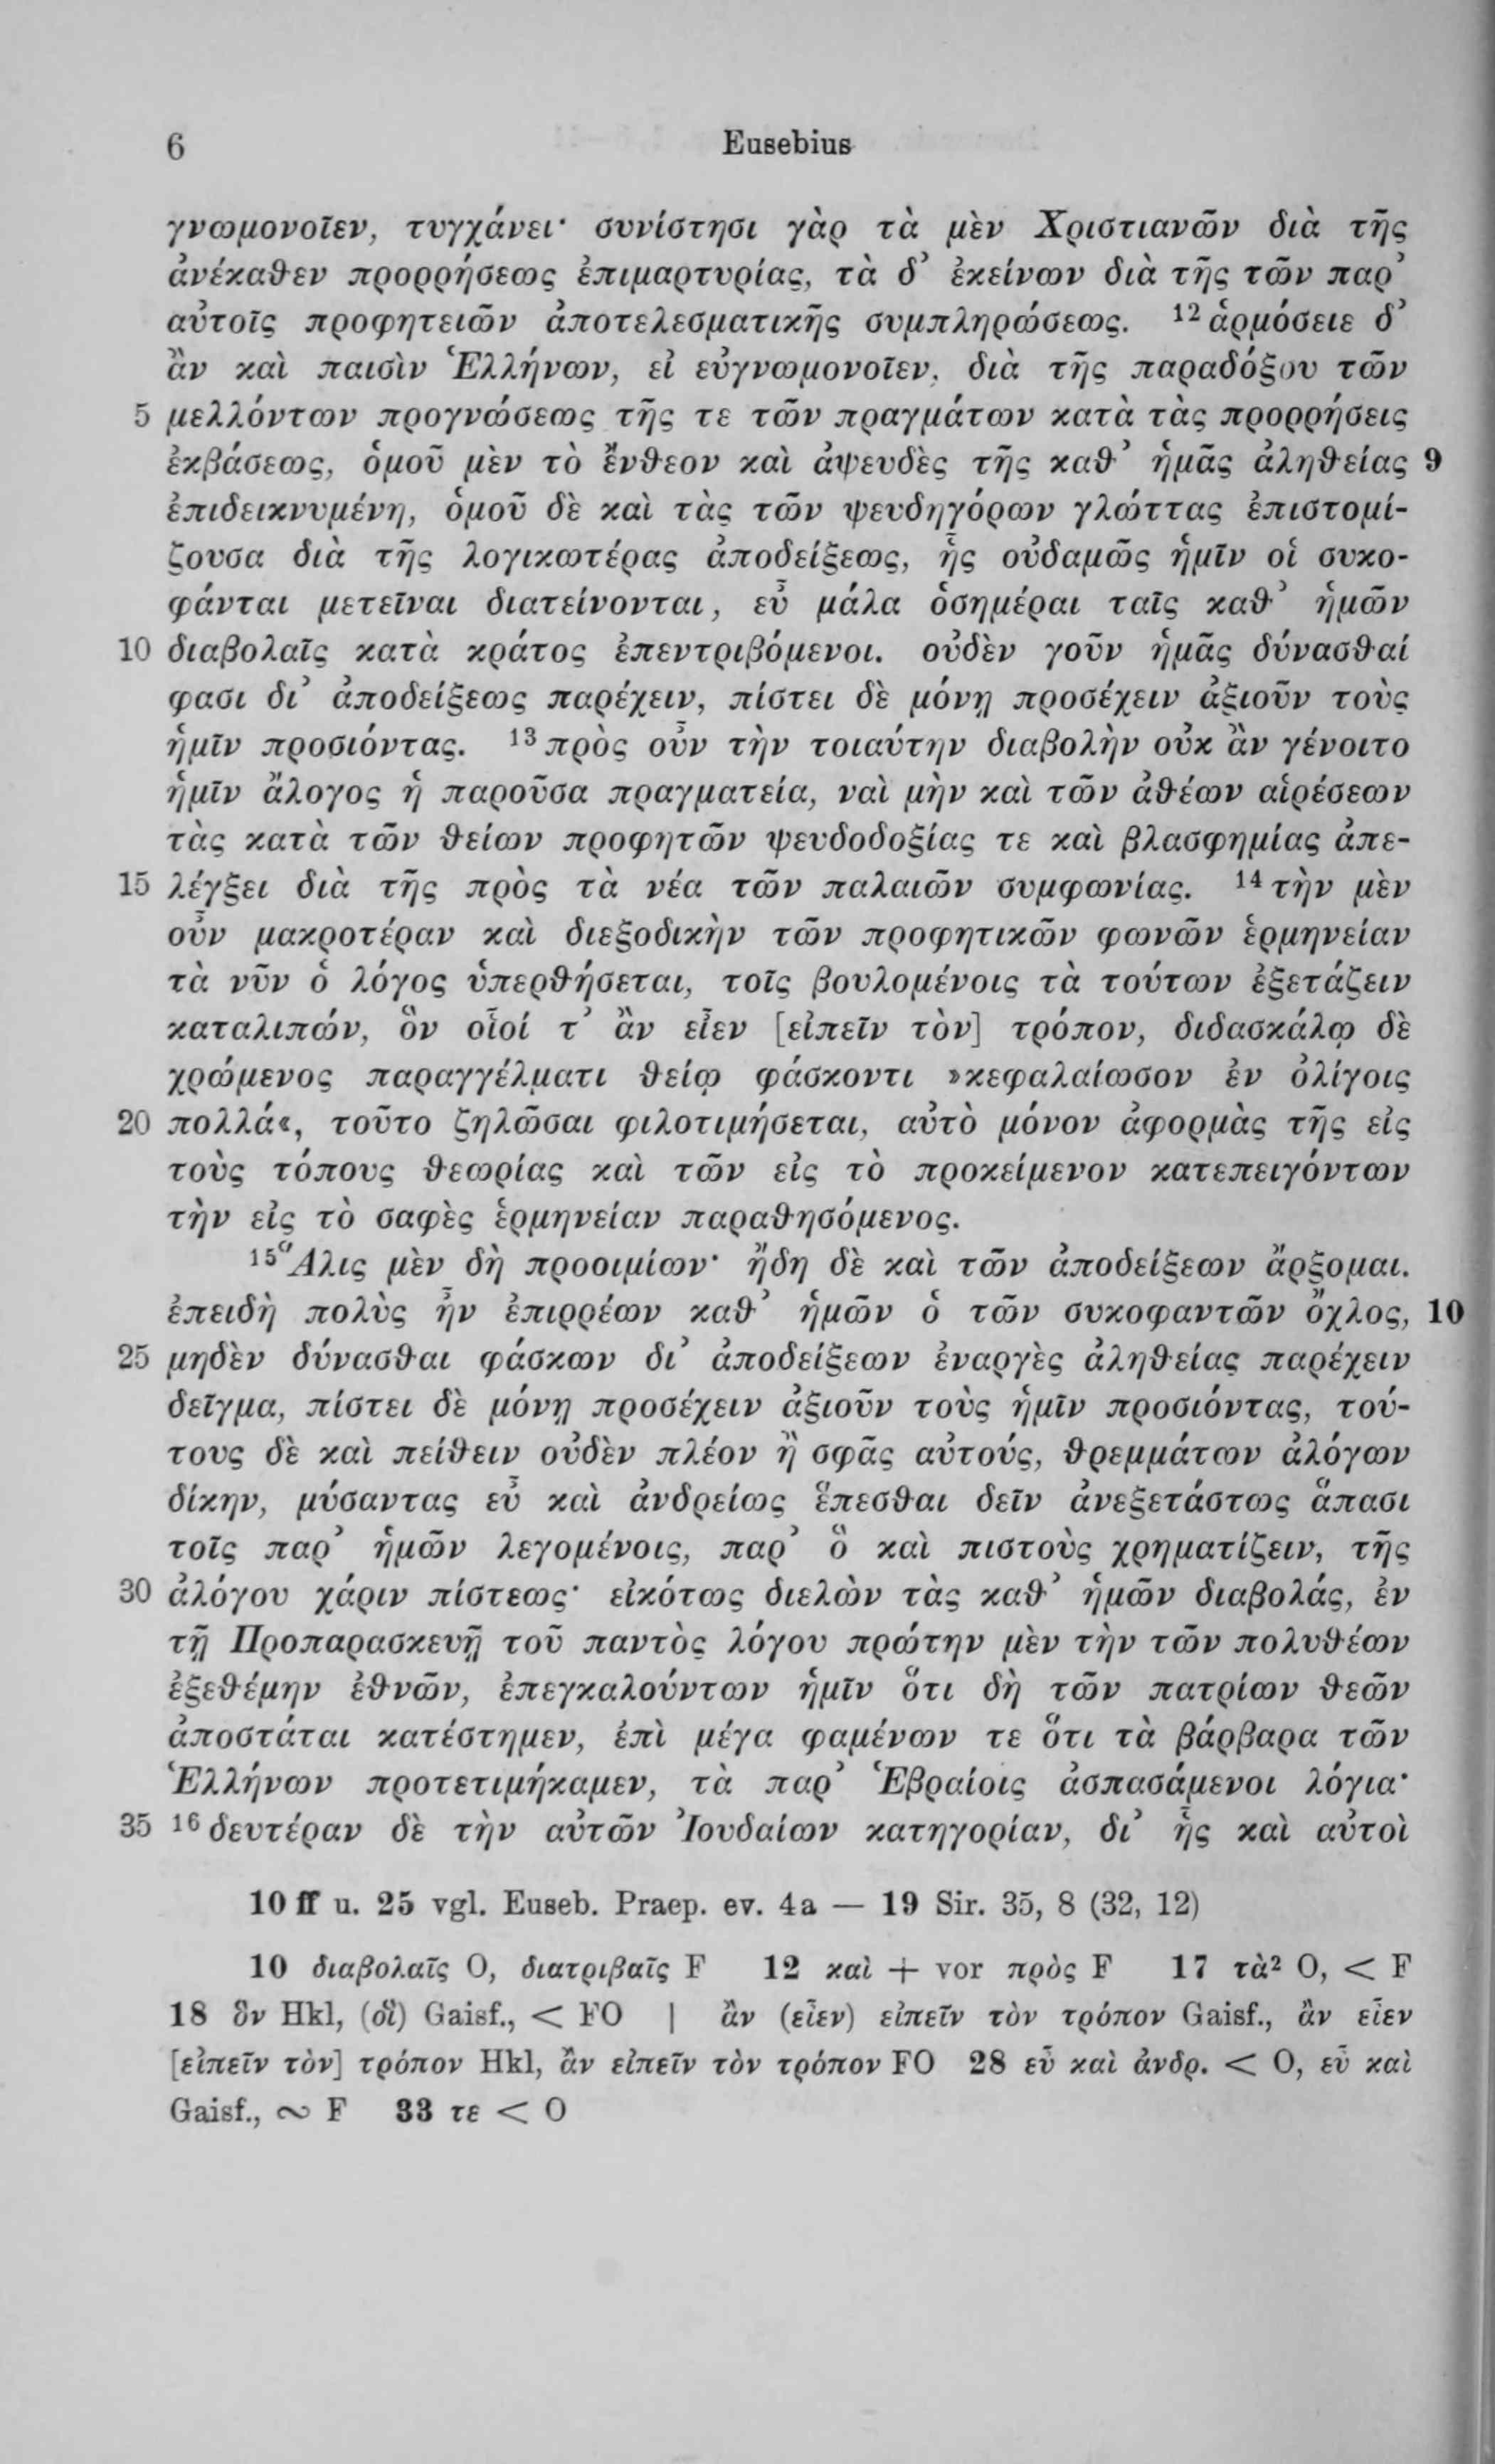 6 Eusebius
γνωμονοῖεν, τυγχάνει· συνίστησι γὰρ τὰ μὲν Χριστιανῶν διὰ τῆς
ἀνέκαθεν προρρήσεως ἐπιμαρτυρίας, τὰ δ’ ἐκείνων διὰ τῆς τῶν παρ’
αὐτοῖς προφητειῶν ἀποτελεσματικῆς συμπληρώσεως. ¹² ἁρμόσειε δ’
ἂν καὶ παισὶν Ἑλλήνων, εἰ εὐγνωμονοῖεν, διὰ τῆς παραδόξου τῶν
5 μελλόντων προγνώσεως τῆς τε τῶν πραγμάτων κατὰ τὰς προρρήσεις
ἐκβάσεως, ὁμοῦ μὲν τὸ ἔνθεον καὶ ἀψευδὲς τῆς καθ’ ἡμᾶς ἀληθείας 9
ἐπιδεικνυμένη, ὁμοῦ δὲ καὶ τὰς τῶν ψευδηγόρων γλώττας ἐπιστομί-
ζουσα διὰ τῆς λογικωτέρας ἀποδείξεως, ἧς οὐδαμῶς ἡμῖν οἱ συκο-
φάνται μετεῖναι διατείνονται, εὖ μάλα ὁσημέραι ταῖς καθ’ ἡμῶν
10 διαβολαῖς κατὰ κράτος ἐπεντριβόμενοι. οὐδὲν γοῦν ἡμᾶς δύνασθαί
φασι δι’ ἀποδείξεως παρέχειν, πίστει δὲ μόνῃ προσέχειν ἀξιοῦν τοὺς
ἡμῖν προσιόντας. ¹³ πρὸς οὖν τὴν τοιαύτην διαβολὴν οὐκ ἂν γένοιτο
ἡμῖν ἄλογος ἡ παροῦσα πραγματεία, ναὶ μὴν καὶ τῶν ἀθέων αἱρέσεων
τὰς κατὰ τῶν θείων προφητῶν ψευδοδοξίας τε καὶ βλασφημίας ἀπε-
15 λέγξει διὰ τῆς πρὸς τὰ νέα τῶν παλαιῶν συμφωνίας. ¹⁴ τὴν μὲν
οὖν μακροτέραν καὶ διεξοδικὴν τῶν προφητικῶν φωνῶν ἑρμηνείαν
τὰ νῦν ὁ λόγος ὑπερθήσεται, τοῖς βουλομένοις τὰ τούτων ἐξετάζειν
καταλιπών, ὃν οἷοί τ’ ἂν εἶεν [εἰπεῖν τὸν] τρόπον, διδασκάλῳ δὲ
χρώμενος παραγγέλματι θείῳ φάσκοντι »κεφαλαίωσον ἐν ὀλίγοις
20 πολλά«, τοῦτο ζηλῶσαι φιλοτιμήσεται, αὐτὸ μόνον ἀφορμὰς τῆς εἰς
τοὺς τόπους θεωρίας καὶ τῶν εἰς τὸ προκείμενον κατεπειγόντων
τὴν εἰς τὸ σαφὲς ἑρμηνείαν παραθησόμενος.
¹⁵ Ἅλις μὲν δὴ προοιμίων· ἤδη δὲ καὶ τῶν ἀποδείξεων ἄρξομαι.
ἐπειδὴ πολὺς ἦν ἐπιρρέων καθ’ ἡμῶν ὁ τῶν συκοφαντῶν ὄχλος, 10
25 μηδὲν δύνασθαι φάσκων δι’ ἀποδείξεων ἐναργὲς ἀληθείας παρέχειν
δεῖγμα, πίστει δὲ μόνῃ προσέχειν ἀξιοῦν τοὺς ἡμῖν προσιόντας, τού-
τους δὲ καὶ πείθειν οὐδὲν πλέον ἢ σφᾶς αὐτούς, θρεμμάτων ἀλόγων
δίκην, μύσαντας εὖ καὶ ἀνδρείως ἕπεσθαι δεῖν ἀνεξετάστως ἅπασι
τοῖς παρ’ ἡμῶν λεγομένοις, παρ’ ὃ καὶ πιστοὺς χρηματίζειν, τῆς
30 ἀλόγου χάριν πίστεως· εἰκότως διελὼν τὰς καθ’ ἡμῶν διαβολάς, ἐν
τῇ Προπαρασκευῇ τοῦ παντὸς λόγου πρώτην μὲν τὴν τῶν πολυθέων
ἐξεθέμην ἐθνῶν, ἐπεγκαλούντων ἡμῖν ὅτι δὴ τῶν πατρίων θεῶν
ἀποστάται κατέστημεν, ἐπὶ μέγα φαμένων τε ὅτι τὰ βάρβαρα τῶν
Ἑλλήνων προτετιμήκαμεν, τὰ παρ’ Ἑβραίοις ἀσπασάμενοι λόγια·
35 ¹⁶ δευτέραν δὲ τὴν αὐτῶν Ἰουδαίων κατηγορίαν, δι’ ἧς καὶ αὐτοὶ
10 ff u. 25 vgl. Euseb. Praep. ev. 4a — 19 Sir. 35, 8 (32, 12)
10 διαβολαῖς O, διατριβαῖς F 12 καὶ + vor πρὸς F 17 τὰ² O, < F
18 ὃν Hkl, (οἳ) Gaisf., < FO | ἂν (εἶεν) εἰπεῖν τὸν τρόπον Gaisf., ἂν εἶεν
[εἰπεῖν τὸν] τρόπον Hkl, ἂν εἰπεῖν τὸν τρόπον FO 28 εὖ καὶ ἀνδρ. < O, εὖ καὶ
Gaisf., ∾ F 33 τε < O